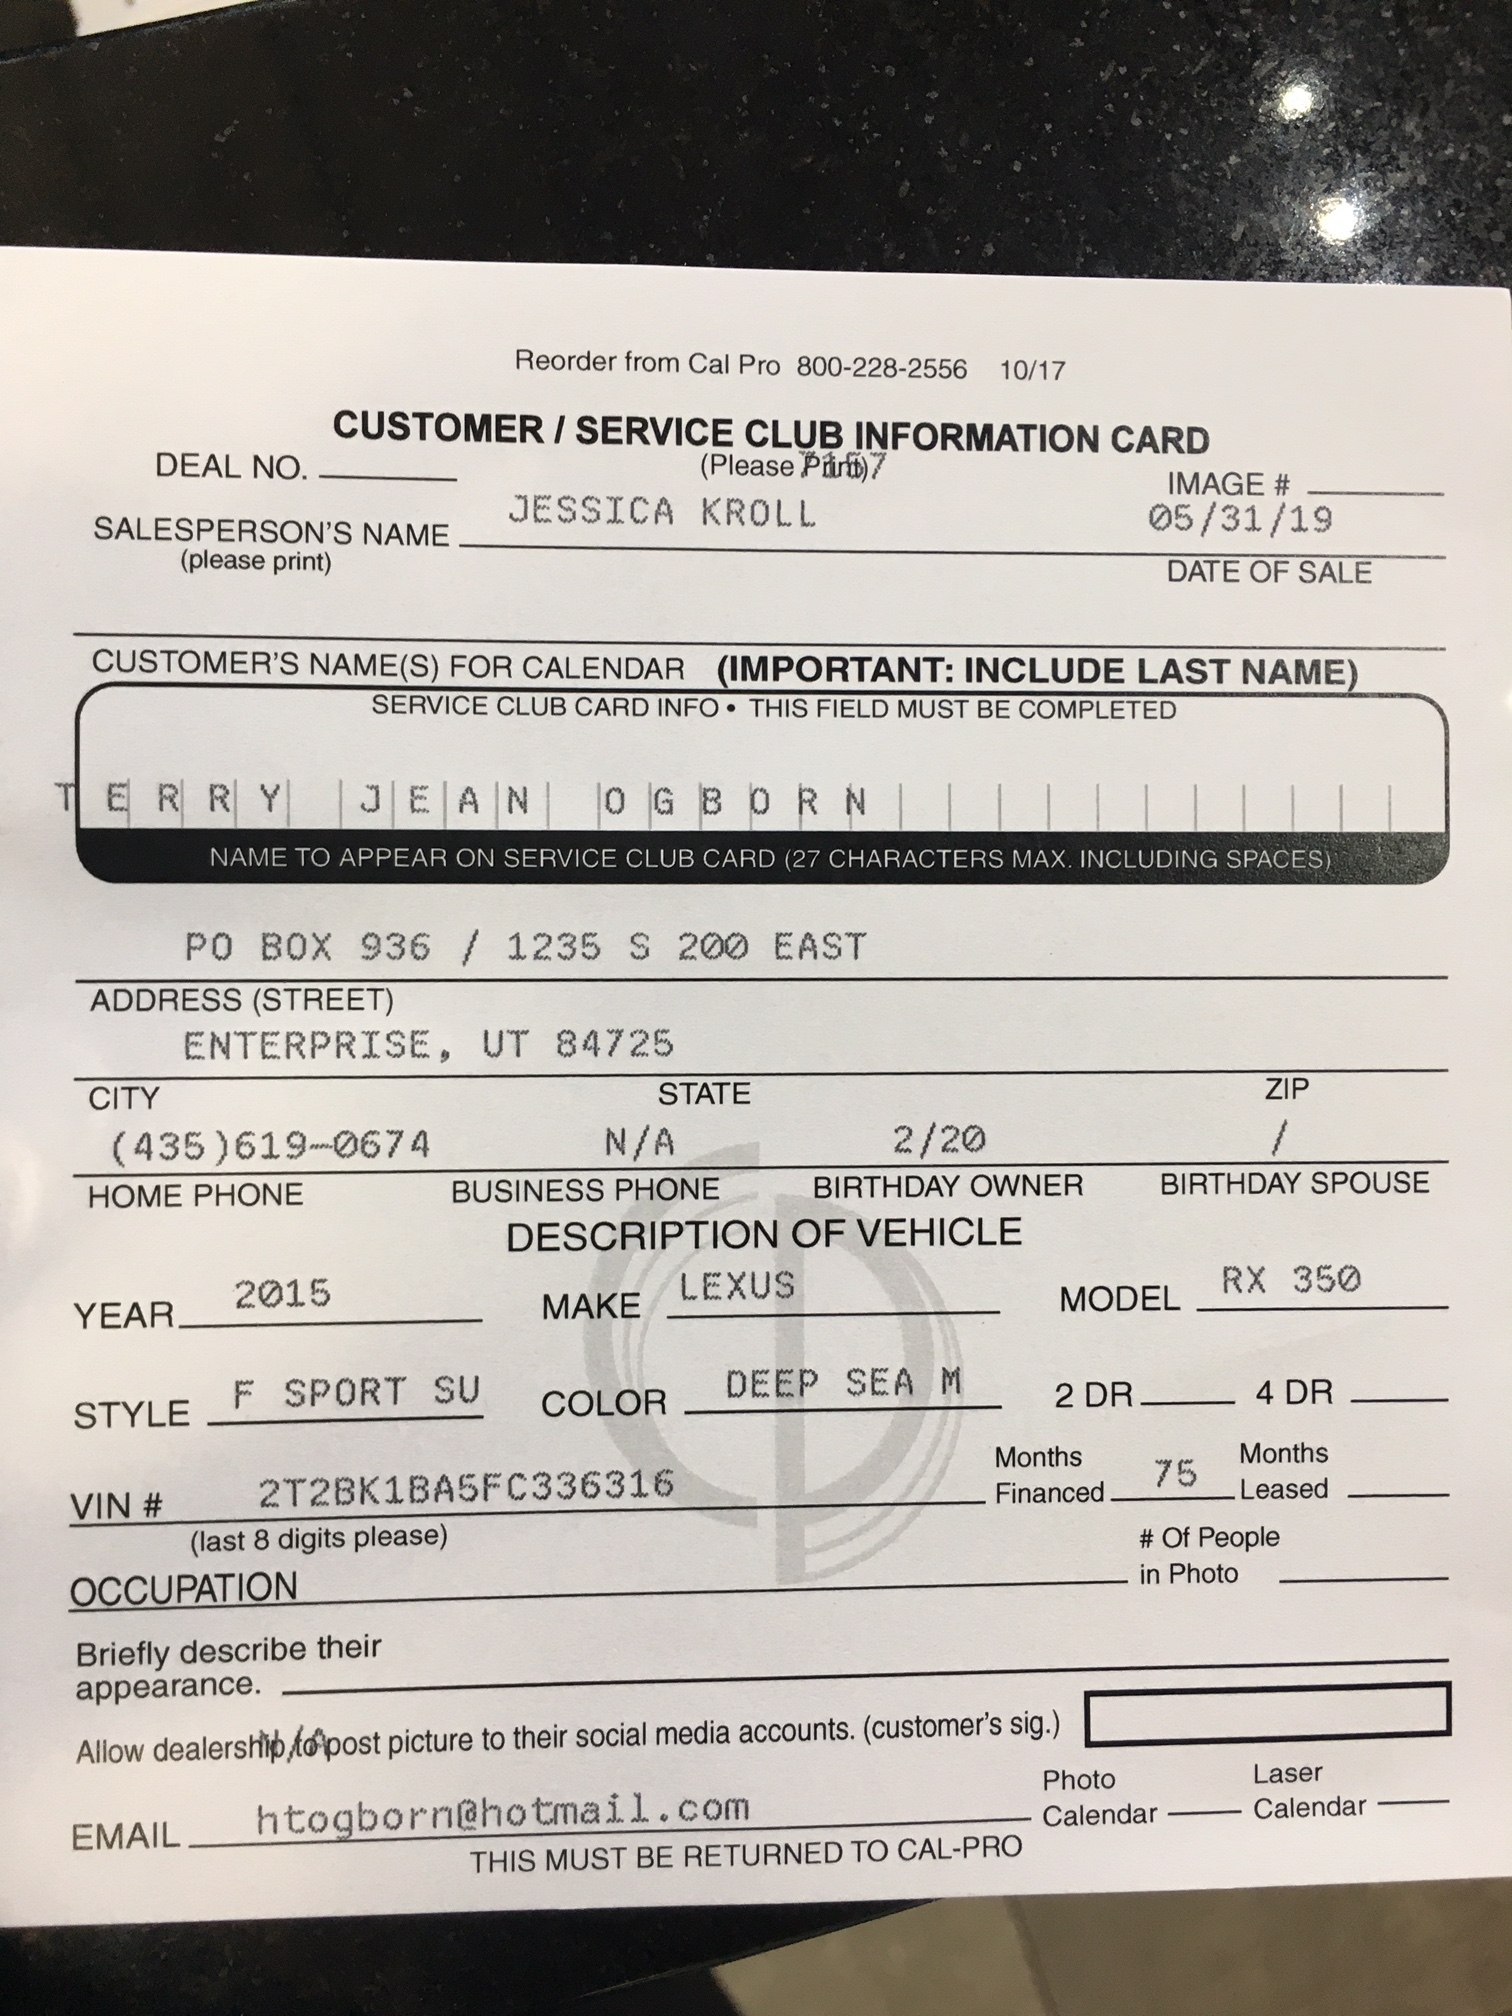 Reorder from Cal Pro 800-228-2556 10/17
CUSTOMER / SERVICE CLUB INFORMATION CARD
DEAL NO. (Please Print) IMAGE #
SALESPERSON'S NAME JESSICA KROLL 05/31/19
(please print) DATE OF SALE
CUSTOMER'S NAME(S) FOR CALENDAR (IMPORTANT: INCLUDE LAST NAME)
SERVICE CLUB CARD INFO • THIS FIELD MUST BE COMPLETED
TERRY JEAN OGBORN
NAME TO APPEAR ON SERVICE CLUB CARD (27 CHARACTERS MAX. INCLUDING SPACES)
PO BOX 936 / 1235 S 200 EAST
ADDRESS (STREET)
ENTERPRISE, UT 84725
CITY STATE ZIP
(435)619-0674 N/A 2/20 /
HOME PHONE BUSINESS PHONE BIRTHDAY OWNER BIRTHDAY SPOUSE
DESCRIPTION OF VEHICLE
YEAR 2015 MAKE LEXUS MODEL RX 350
STYLE F SPORT SU COLOR DEEP SEA M 2 DR 4 DR
VIN # 2T2BK1BA5FC336316 Months Financed 75 Months Leased
(last 8 digits please) # Of People
OCCUPATION in Photo
Briefly describe their
appearance.
Allow dealership to post picture to their social media accounts. (customer's sig.)
N/A
EMAIL htogborn@hotmail.com Photo Calendar Laser Calendar
THIS MUST BE RETURNED TO CAL-PRO